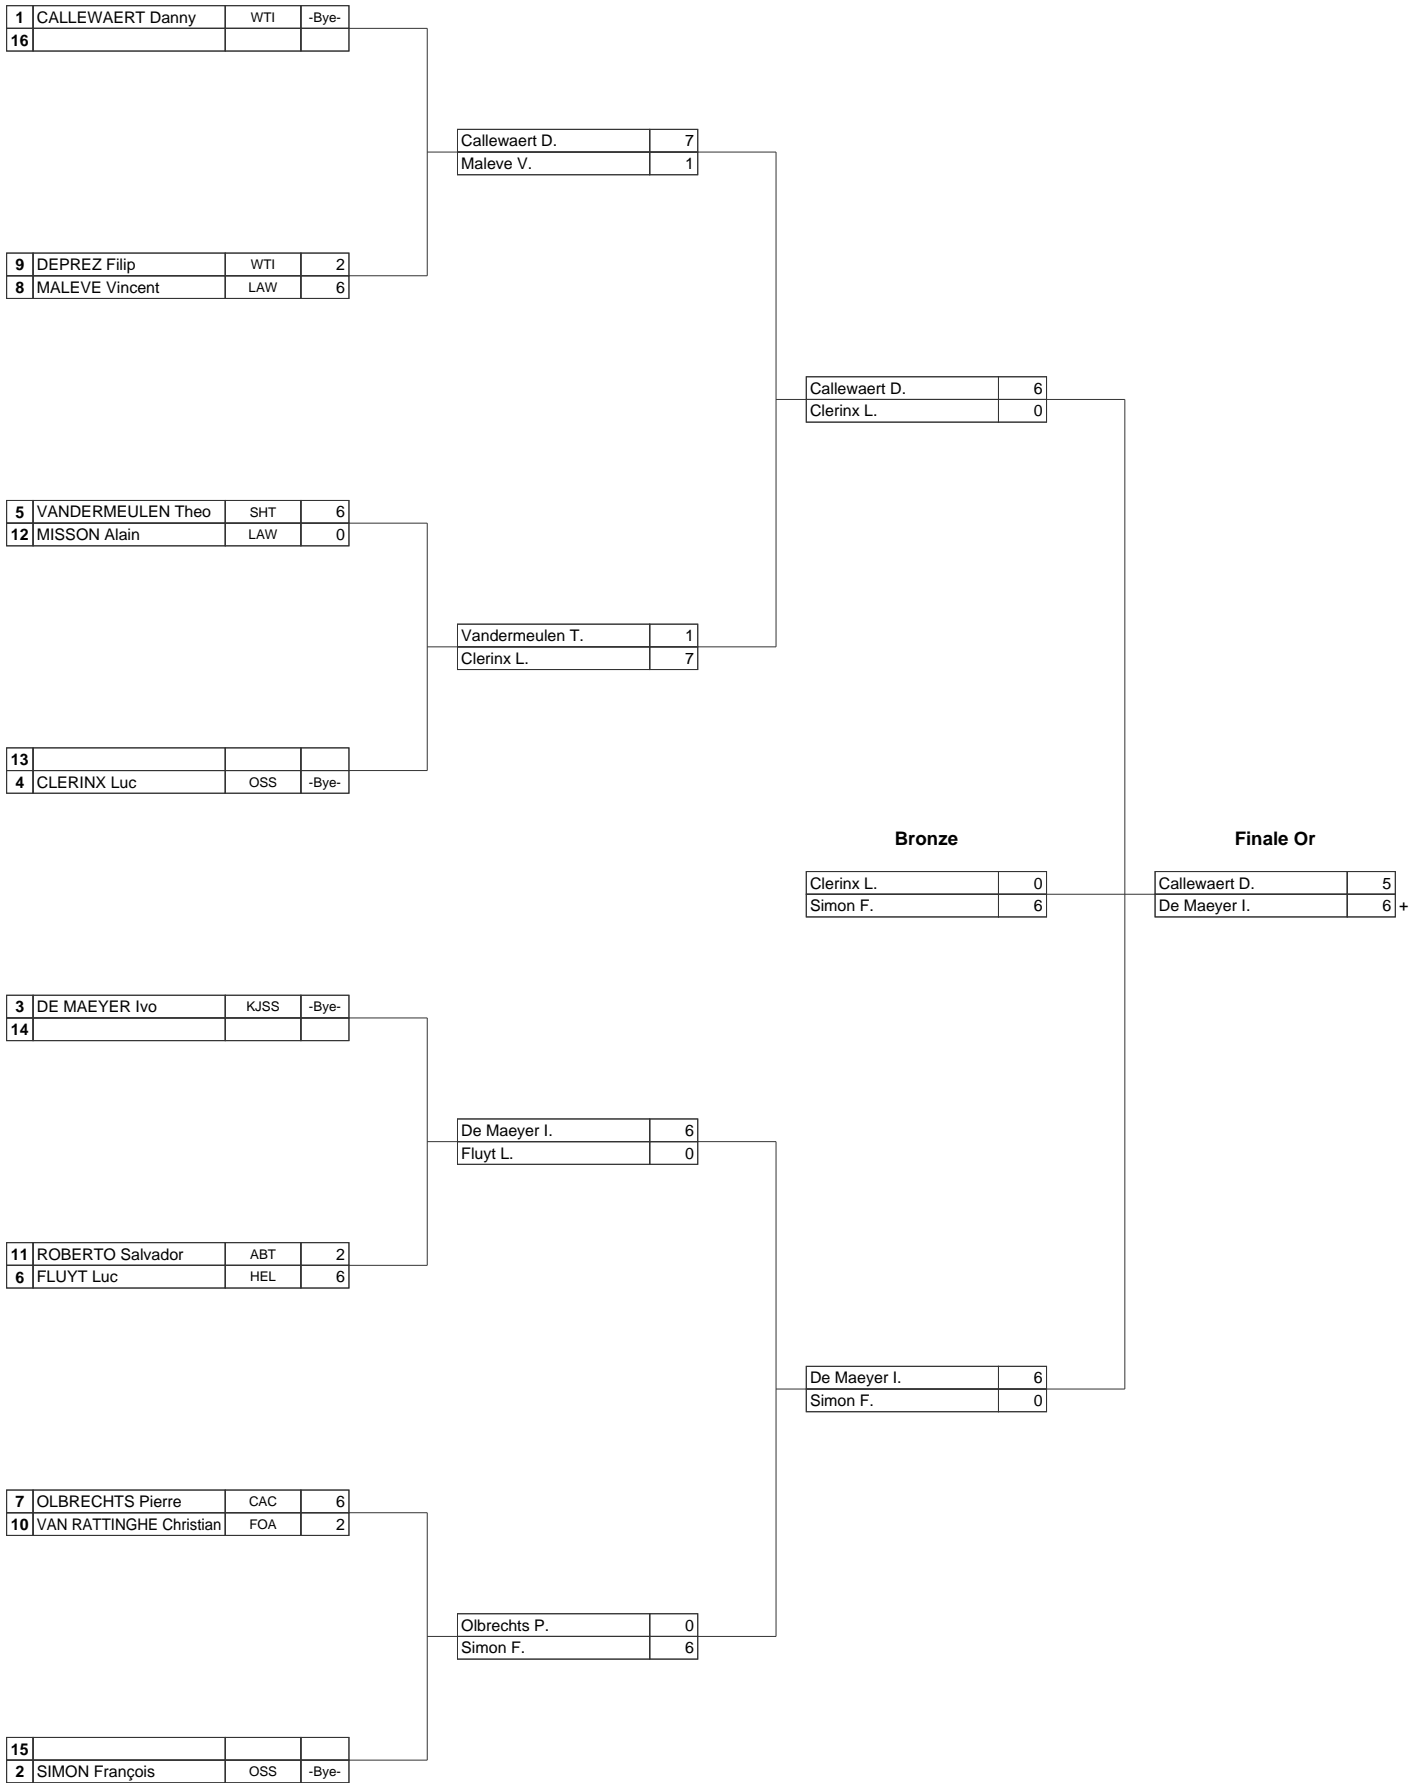 1 CALLEWAERT Danny WTI -Bye-
16
Callewaert D. 7
Maleve V. 1
9 DEPREZ Filip WTI 2
8 MALEVE Vincent LAW 6
Callewaert D. 6
Clerinx L. 0
5 VANDERMEULEN Theo SHT 6
12 MISSON Alain LAW 0
Vandermeulen T. 1
Clerinx L. 7
13
4 CLERINX Luc OSS -Bye-
Bronze Finale Or
Clerinx L. 0 Callewaert D. 5
Simon F. 6 De Maeyer I. 6 +
3 DE MAEYER Ivo KJSS -Bye-
14
De Maeyer I. 6
Fluyt L. 0
11 ROBERTO Salvador ABT 2
6 FLUYT Luc HEL 6
De Maeyer I. 6
Simon F. 0
7 OLBRECHTS Pierre CAC 6
10 VAN RATTINGHE Christian FOA 2
Olbrechts P. 0
Simon F. 6
15
2 SIMON François OSS -Bye-